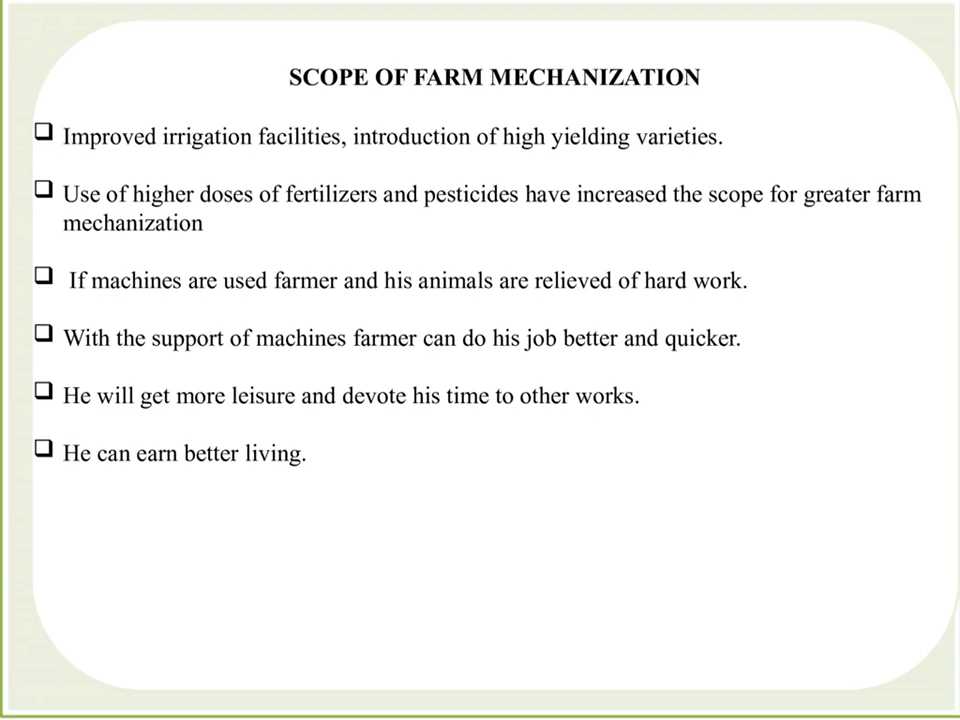 SCOPE OF FARM MECHANIZATION
❑ Improved irrigation facilities, introduction of high yielding varieties.
❑ Use of higher doses of fertilizers and pesticides have increased the scope for greater farm
mechanization
❑ If machines are used farmer and his animals are relieved of hard work.
❑ With the support of machines farmer can do his job better and quicker.
❑ He will get more leisure and devote his time to other works.
❑ He can earn better living.